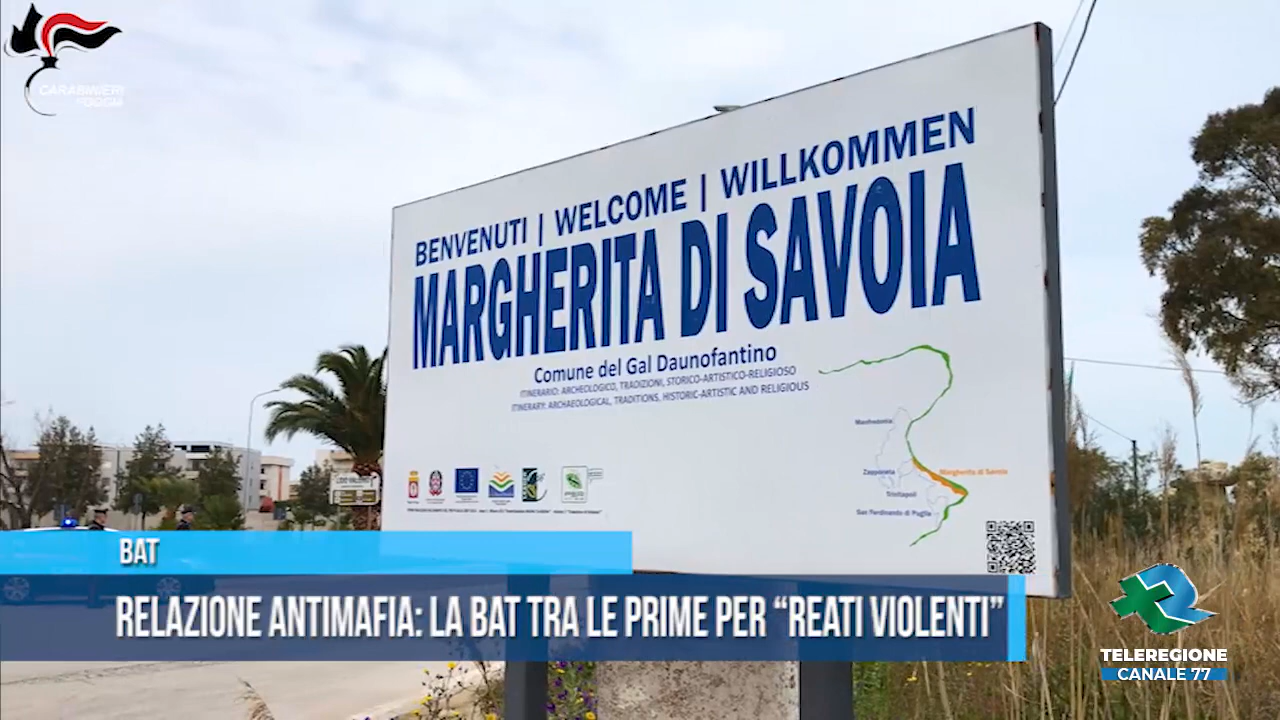 CARABINIERI
BENVENUTI | WELCOME | WILLKOMMEN
MARGHERITA DI SAVOIA
Comune del Gal Daunofantino
ITINERARIO: ARCHEOLOGICO, TRADIZIONI, STORICO-ARTISTICO-RELIGIOSO
ITINERARY: ARCHAEOLOGICAL, TRADITIONS, HISTORIC-ARTISTIC AND RELIGIOUS
Manfredonia
Zapponeta
Margherita di Savoia
Trinitapoli
San Ferdinando di Puglia
BAT
RELAZIONE ANTIMAFIA: LA BAT TRA LE PRIME PER “REATI VIOLENTI”
TELEREGIONE
CANALE 77